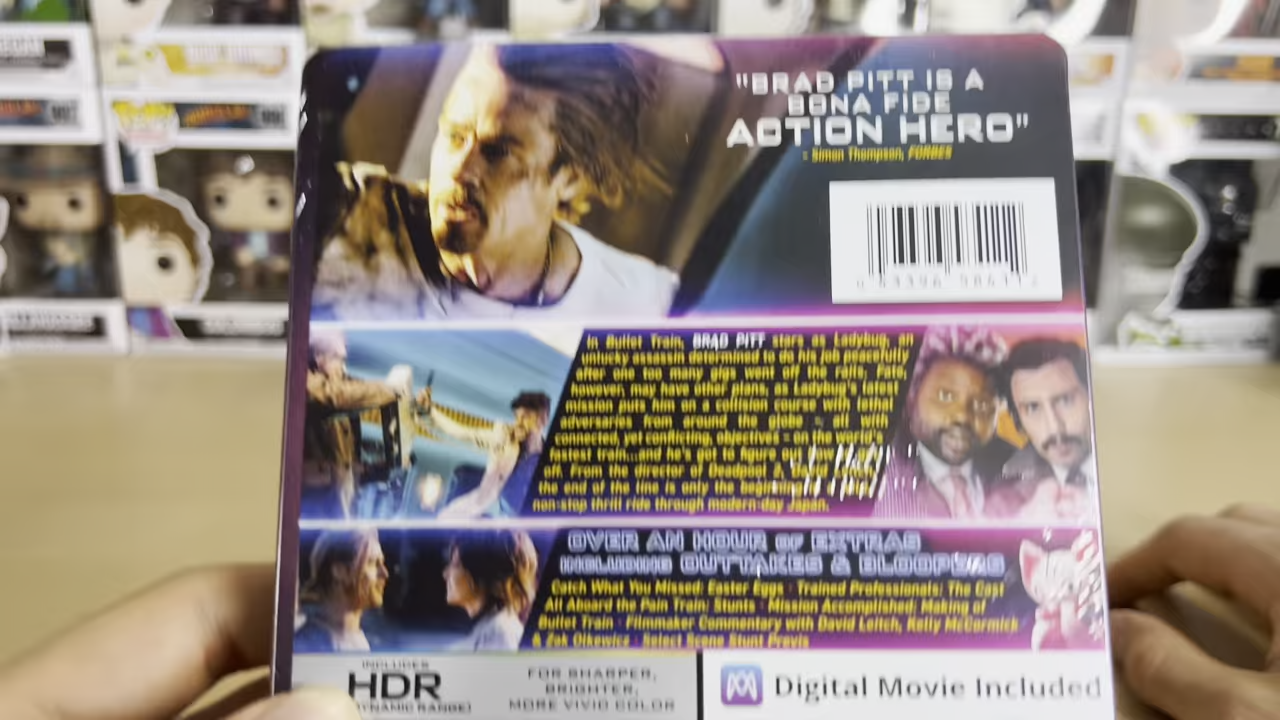 "BRAD PITT IS A
BONA FIDE
ACTION HERO"
- Simon Thompson, FORBES
In Bullet Train, BRAD PITT stars as Ladybug, an
unlucky assassin determined to do his job peacefully
after one too many gigs went off the rails. Fate,
however, may have other plans, as Ladybug's latest
mission puts him on a collision course with lethal
adversaries from around the globe – all with
connected, yet conflicting, objectives – on the world's
fastest train, and he's got to figure out
off. From the director of Deadpool 2,
the end of the line is only the beginning
non-stop thrill ride through modern-day Japan.
OVER AN HOUR OF EXTRAS
INCLUDING OUTTAKES & BLOOPERS
Catch What You Missed: Easter Eggs · Trained Professionals: The Cast
All Aboard the Pain Train: Stunts · Mission Accomplished: Making of
Bullet Train · Filmmaker Commentary with David Leitch, Kelly McCormick
& Zak Olkewicz · Select Scene Stunt Previs
INCLUDES
HDR
DYNAMIC RANGE)
FOR SHARPER,
BRIGHTER,
MORE VIVID COLOR
Digital Movie Included